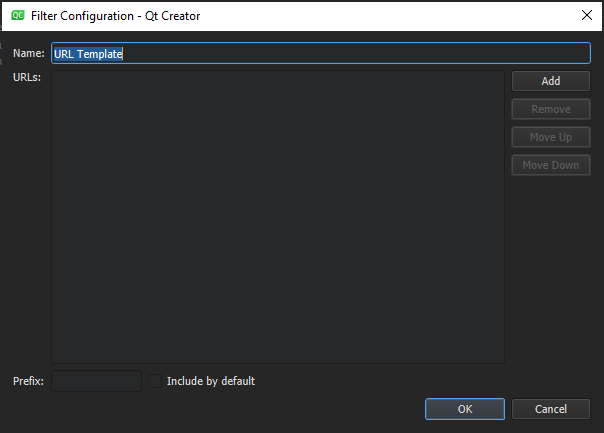 QC Filter Configuration - Qt Creator
Name: URL Template
URLs:
Add
Remove
Move Up
Move Down
Prefix: Include by default
OK Cancel